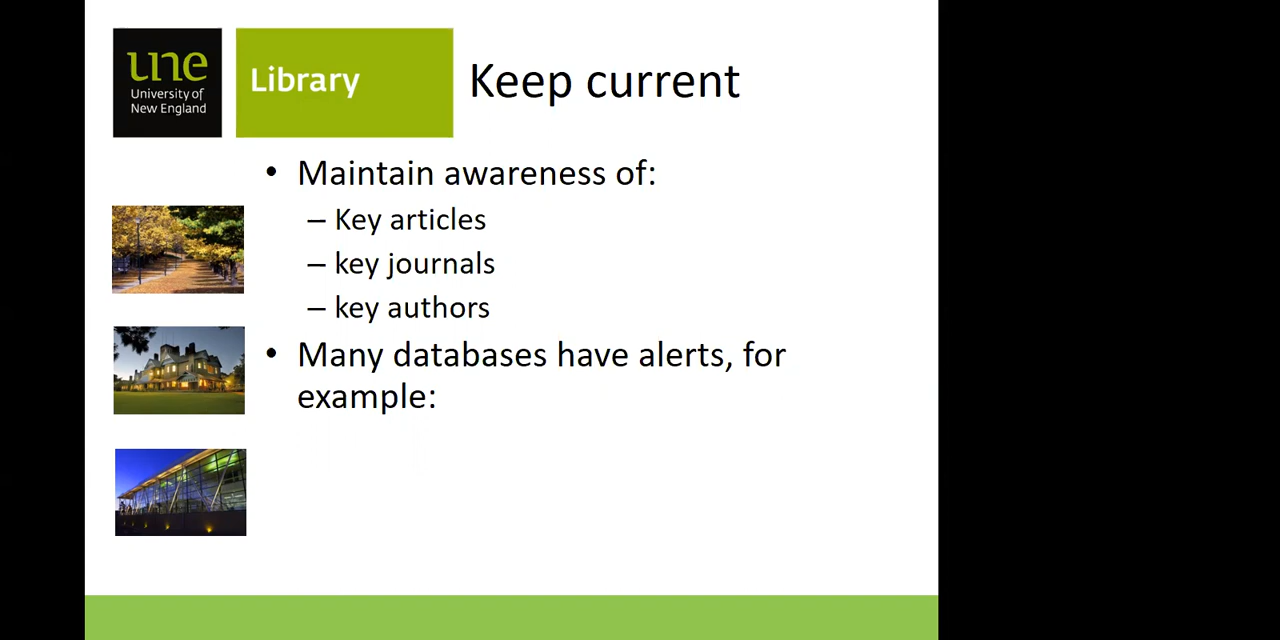 une
University of
New England
Library
Keep current
• Maintain awareness of:
– Key articles
– key journals
– key authors
• Many databases have alerts, for
example: